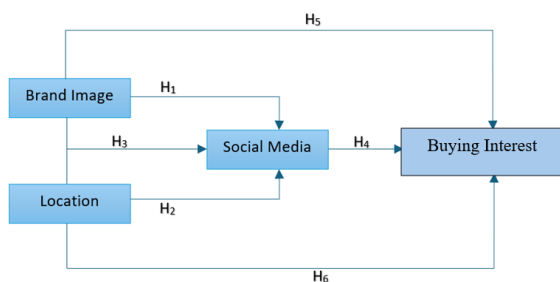 H₅
Brand Image
H₁
H₃
Social Media
H₄
Buying Interest
Location
H₂
H₆